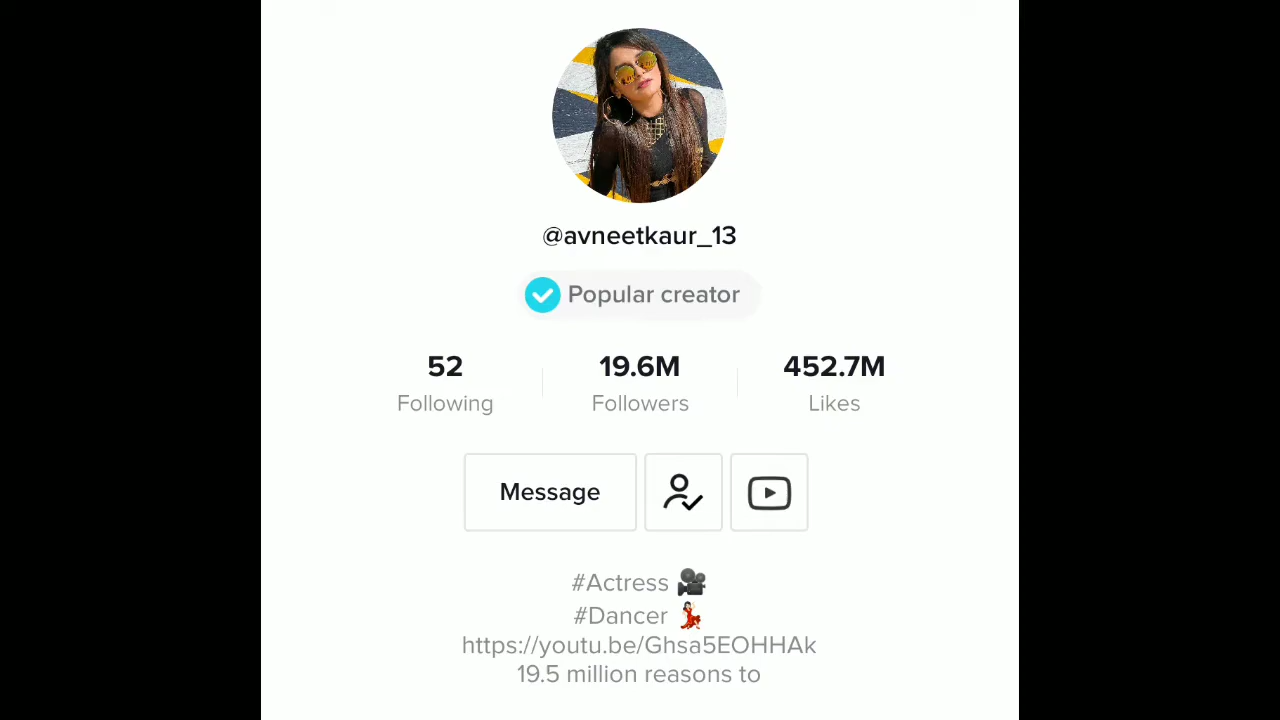 @avneetkaur_13
Popular creator
52 19.6M 452.7M
Following Followers Likes
Message
#Actress 🎥
#Dancer 💃
https://youtu.be/Ghsa5EOHHAk
19.5 million reasons to